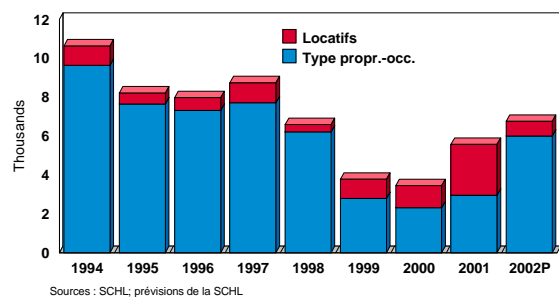 12
10
8
6
4
2
0
Thousands
Locatifs
Type propr.-occ.
1994 1995 1996 1997 1998 1999 2000 2001 2002P
Sources : SCHL; prévisions de la SCHL